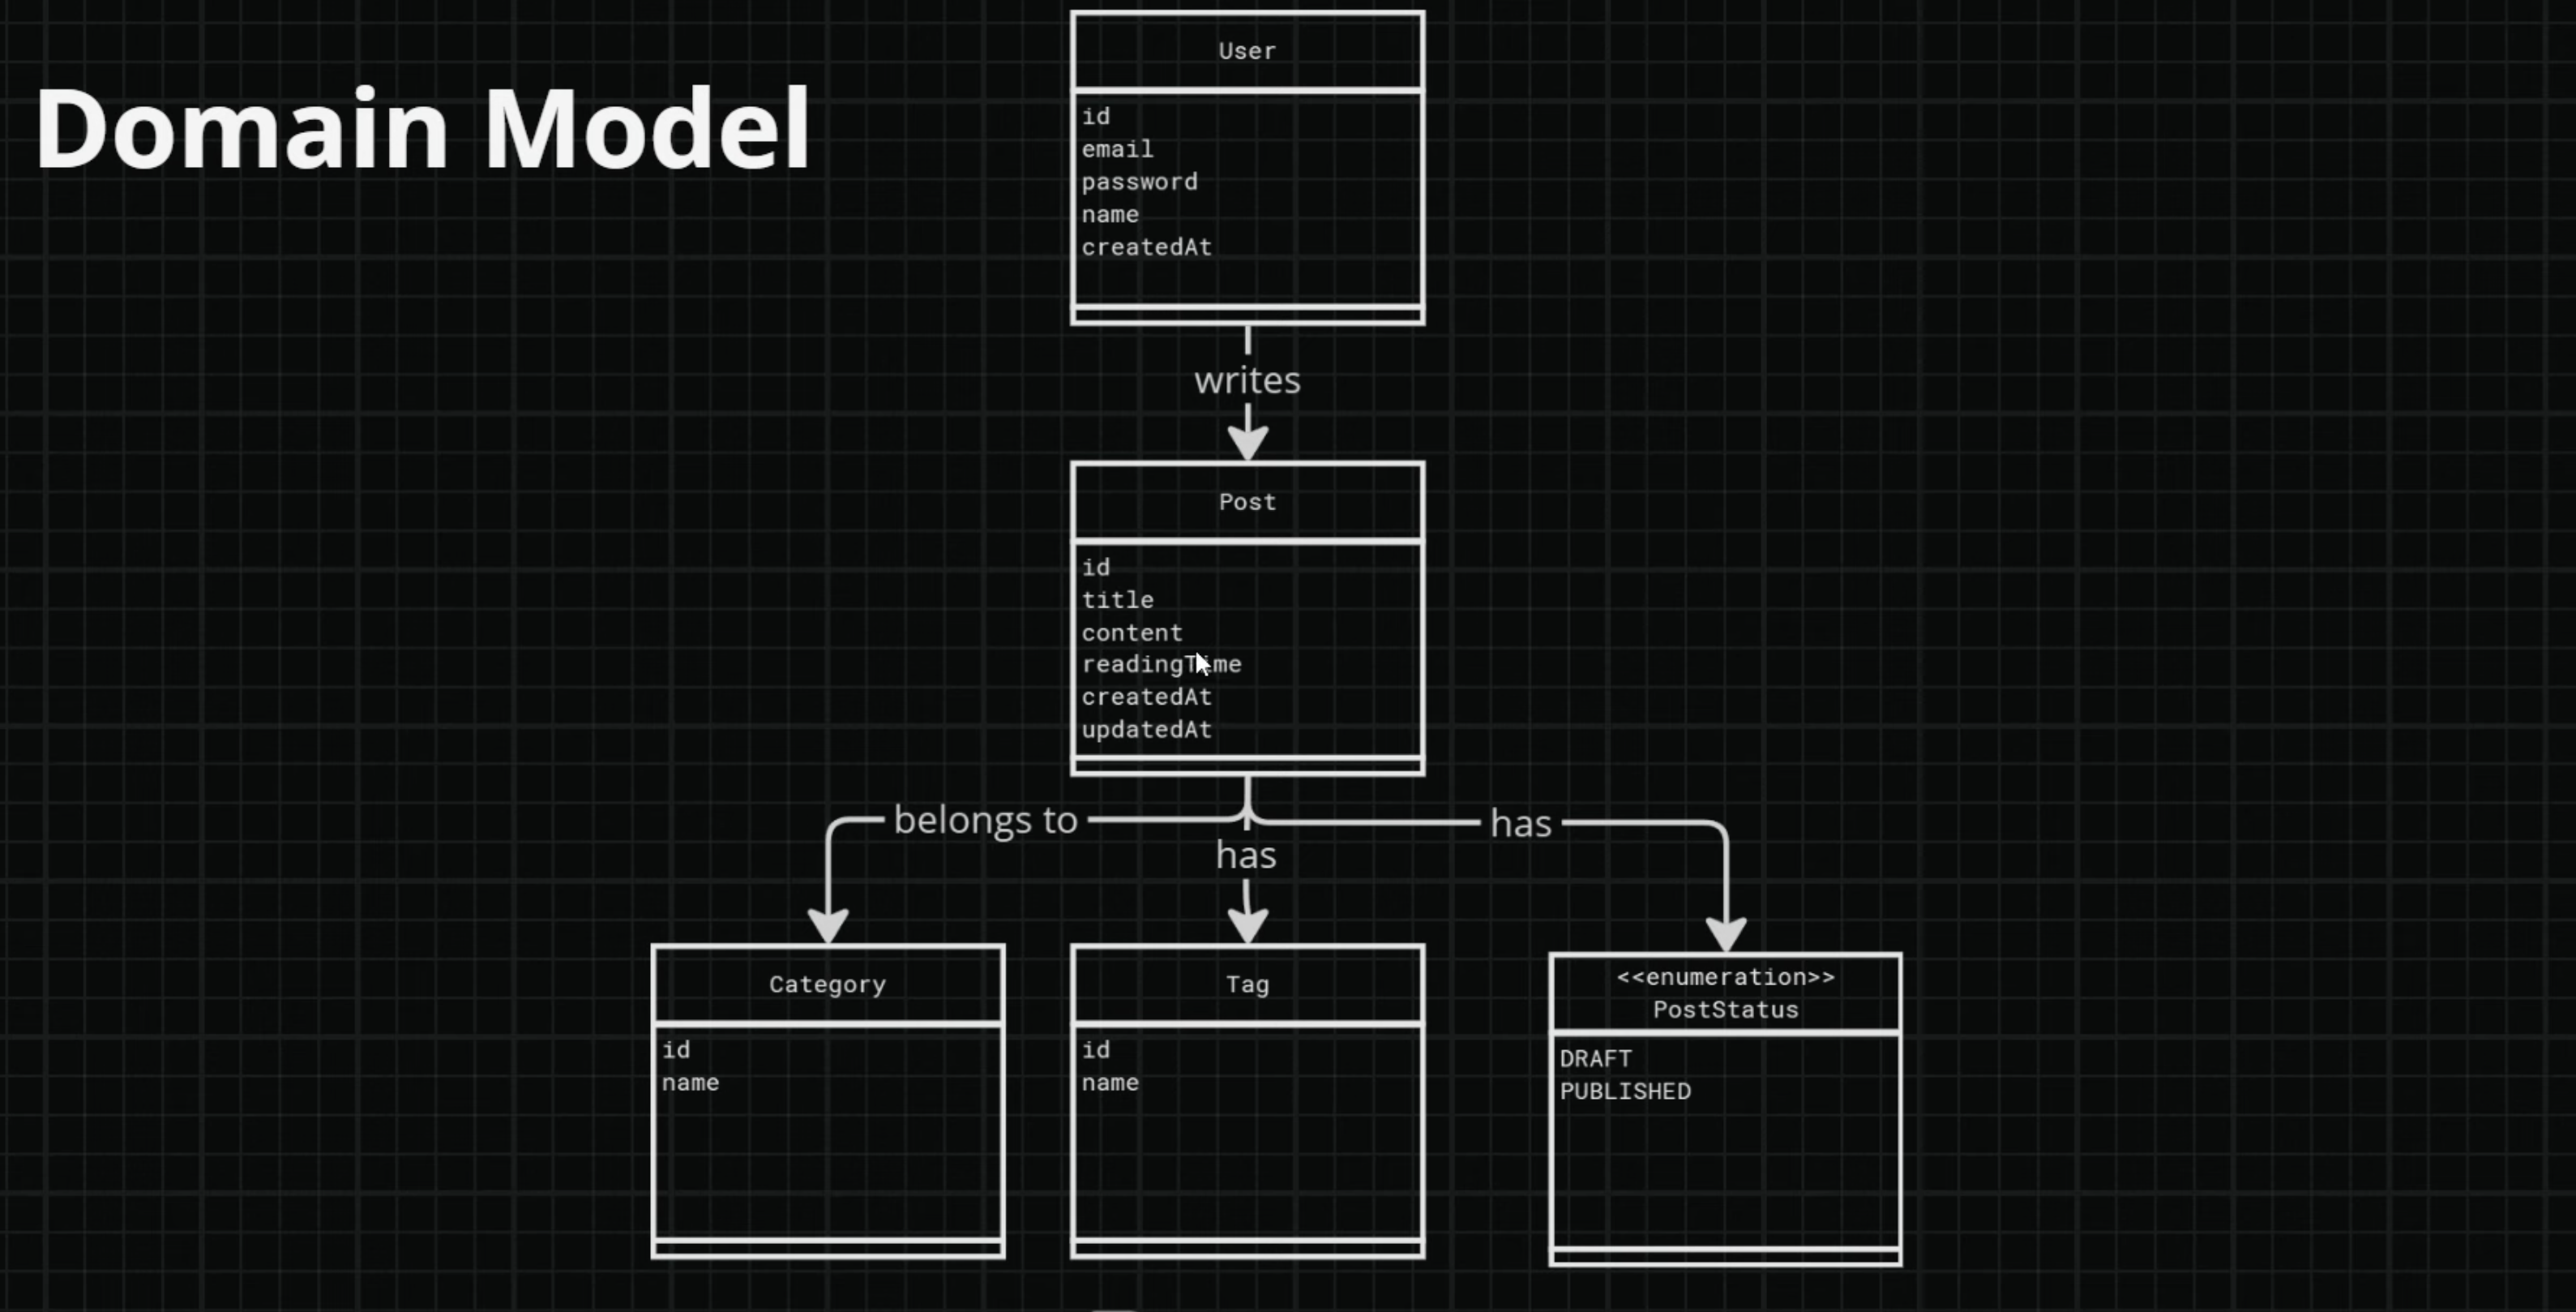 Domain Model
User
id
email
password
name
createdAt
writes
Post
id
title
content
readingTime
createdAt
updatedAt
belongs to
has
has
Category
id
name
Tag
id
name
<<enumeration>>
PostStatus
DRAFT
PUBLISHED